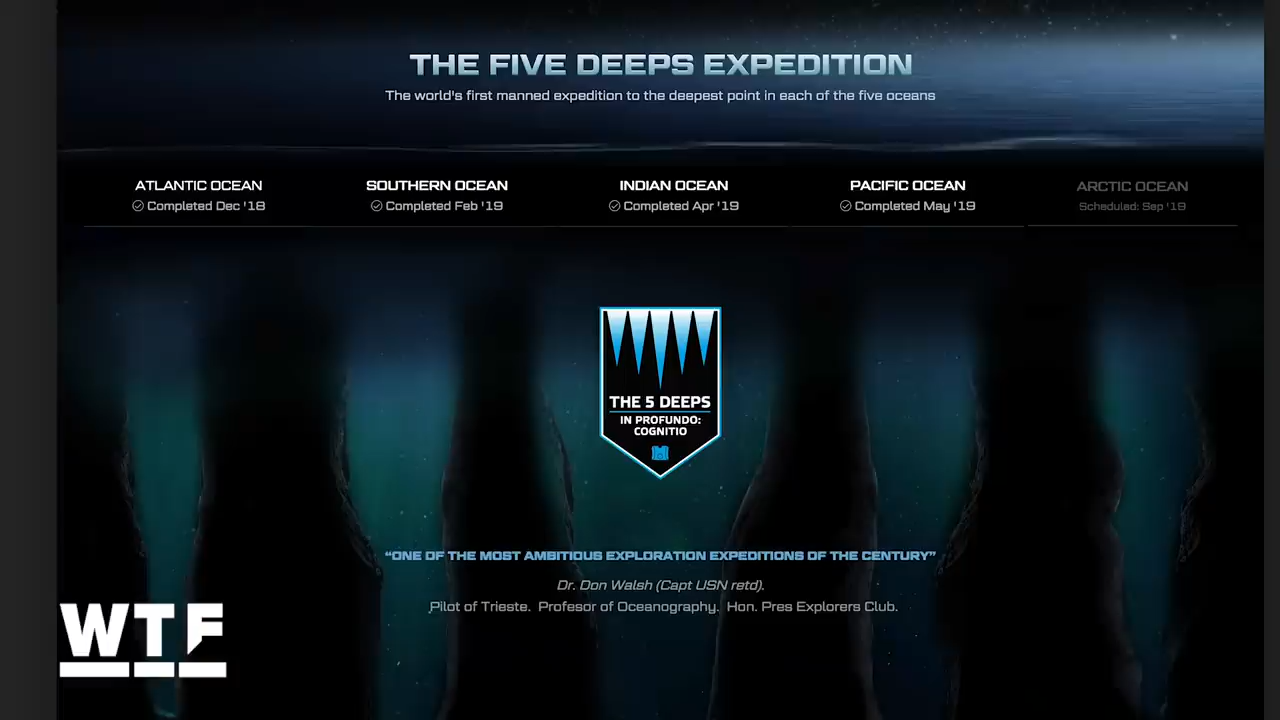 THE FIVE DEEPS EXPEDITION
The world's first manned expedition to the deepest point in each of the five oceans
ATLANTIC OCEAN
Completed Dec '18
SOUTHERN OCEAN
Completed Feb '19
INDIAN OCEAN
Completed Apr '19
PACIFIC OCEAN
Completed May '19
ARCTIC OCEAN
Scheduled: Sep '19
THE 5 DEEPS
IN PROFUNDO:
COGNITIO
“ONE OF THE MOST AMBITIOUS EXPLORATION EXPEDITIONS OF THE CENTURY”
Dr. Don Walsh (Capt USN retd).
Pilot of Trieste. Profesor of Oceanography. Hon. Pres Explorers Club.
WTF